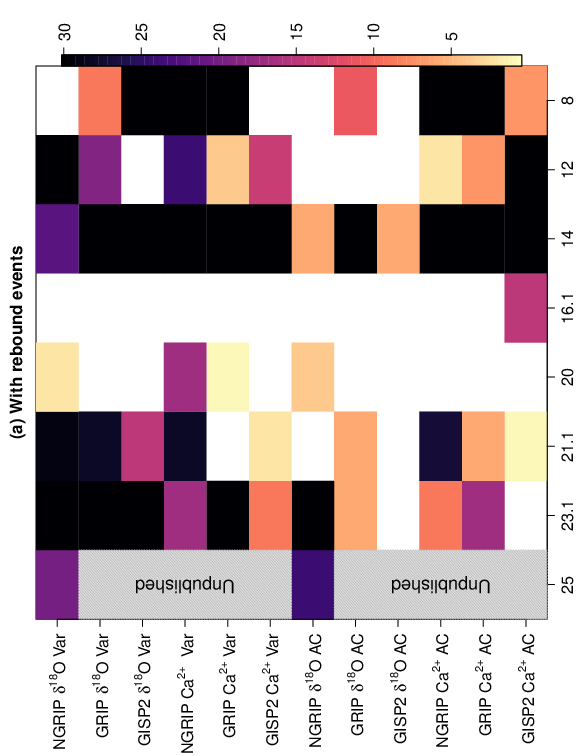 (a) With rebound events
30
25
20
15
10
5
8
12
14
16.1
20
21.1
23.1
25
Unpublished
Unpublished
NGRIP δ¹⁸O Var
GRIP δ¹⁸O Var
GISP2 δ¹⁸O Var
NGRIP Ca²⁺ Var
GRIP Ca²⁺ Var
GISP2 Ca²⁺ Var
NGRIP δ¹⁸O AC
GRIP δ¹⁸O AC
GISP2 δ¹⁸O AC
NGRIP Ca²⁺ AC
GRIP Ca²⁺ AC
GISP2 Ca²⁺ AC